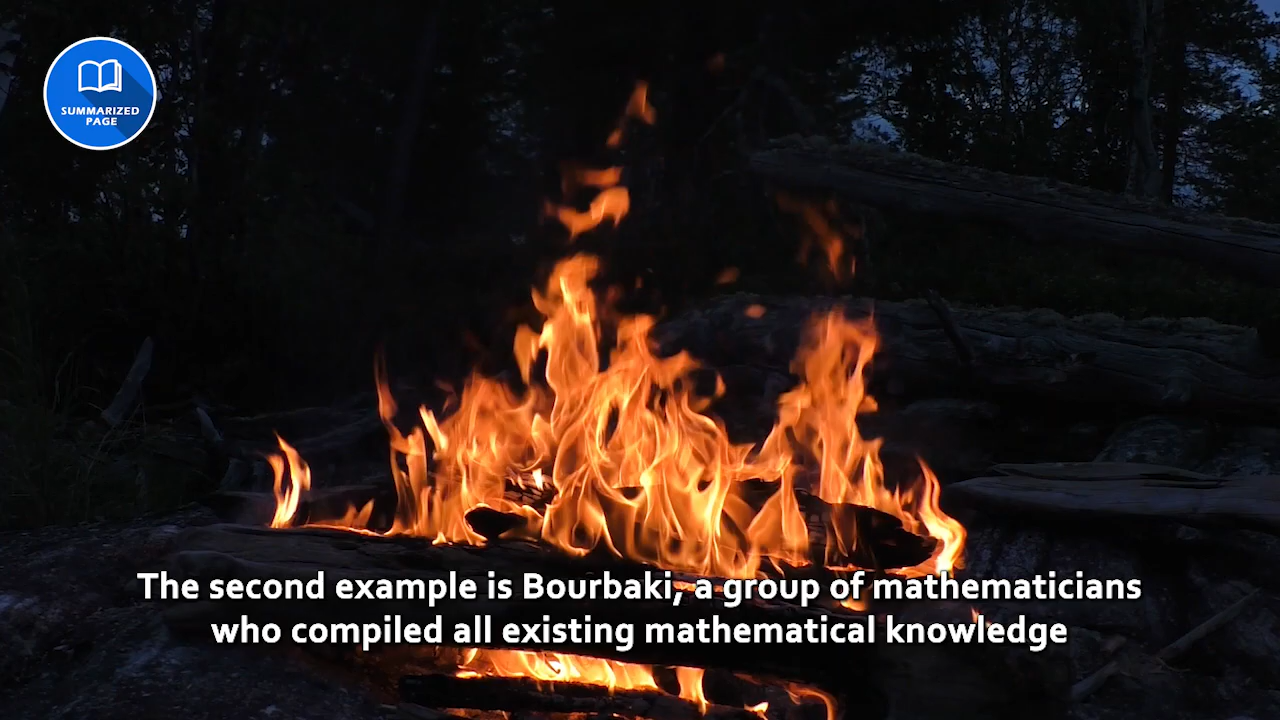 SUMMARIZED
PAGE
The second example is Bourbaki, a group of mathematicians
who compiled all existing mathematical knowledge